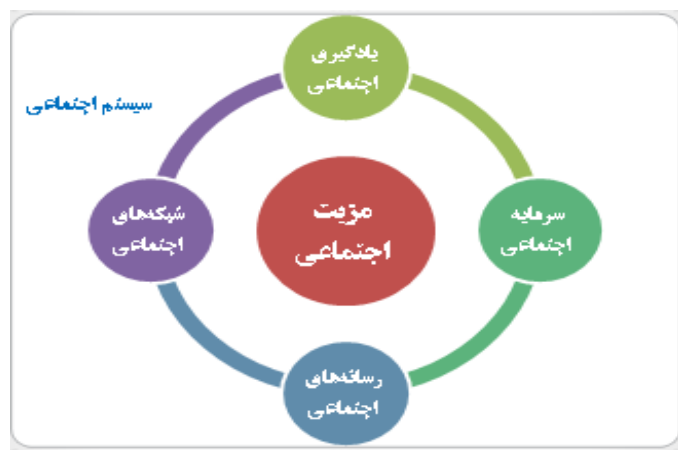 یادگیری
اجتماعی
سیستم اجتماعی
سرمایه
اجتماعی
مزیت
اجتماعی
شبکه‌های
اجتماعی
رسانه‌های
اجتماعی